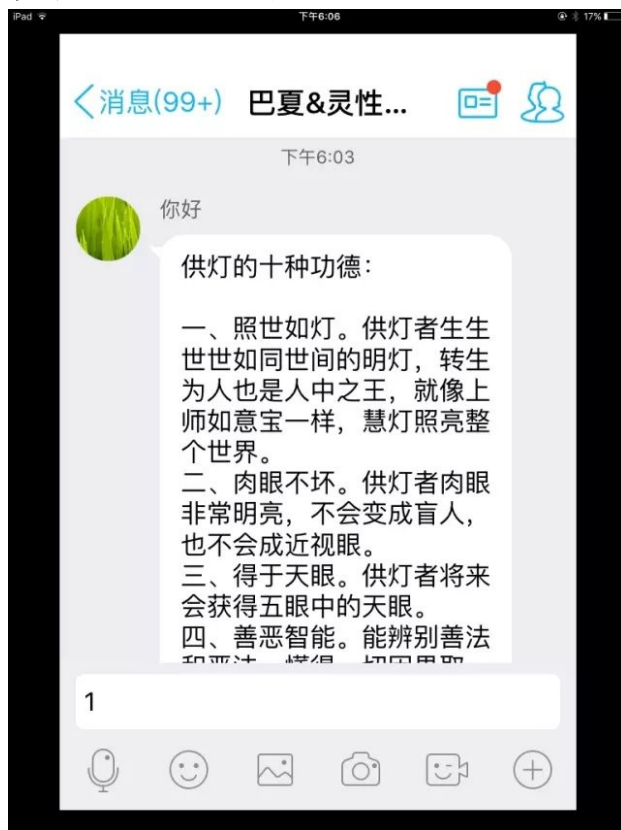 iPad 下午6:06 17%
消息(99+) 巴夏&灵性...
下午6:03
你好
供灯的十种功德：
一、照世如灯。供灯者生生
世世如同世间的明灯，转生
为人也是人中之王，就像上
师如意宝一样，慧灯照亮整
个世界。
二、肉眼不坏。供灯者肉眼
非常明亮，不会变成盲人，
也不会成近视眼。
三、得于天眼。供灯者将来
会获得五眼中的天眼。
四、善恶智能。能辨别善法
1